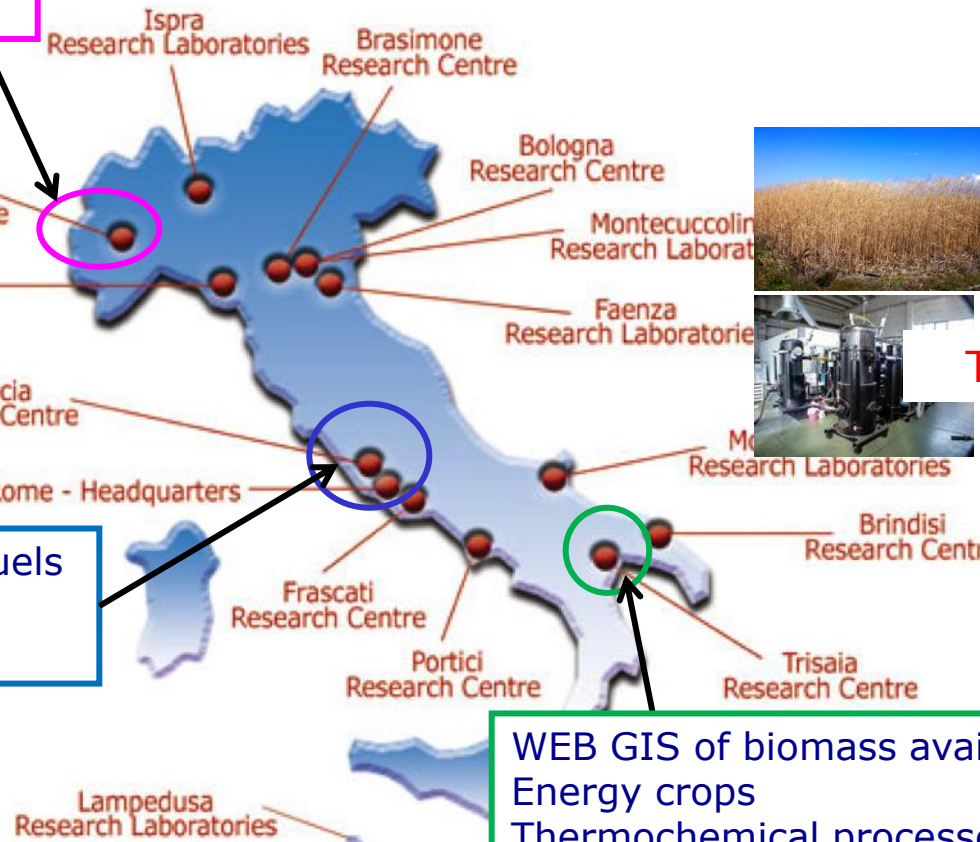 Ispra
Research Laboratories
Brasimone
Research Centre
Bologna
Research Centre
Montecuccolin
Research Laborat
Faenza
Research Laboratorie
cia
Centre
ome - Headquarters
Research Laboratories
Brindisi
Research Centr
uels
Frascati
Research Centre
Portici
Research Centre
Trisaia
Research Centre
WEB GIS of biomass avai
Energy crops
Thermochemical processe
Lampedusa
Research Laboratories